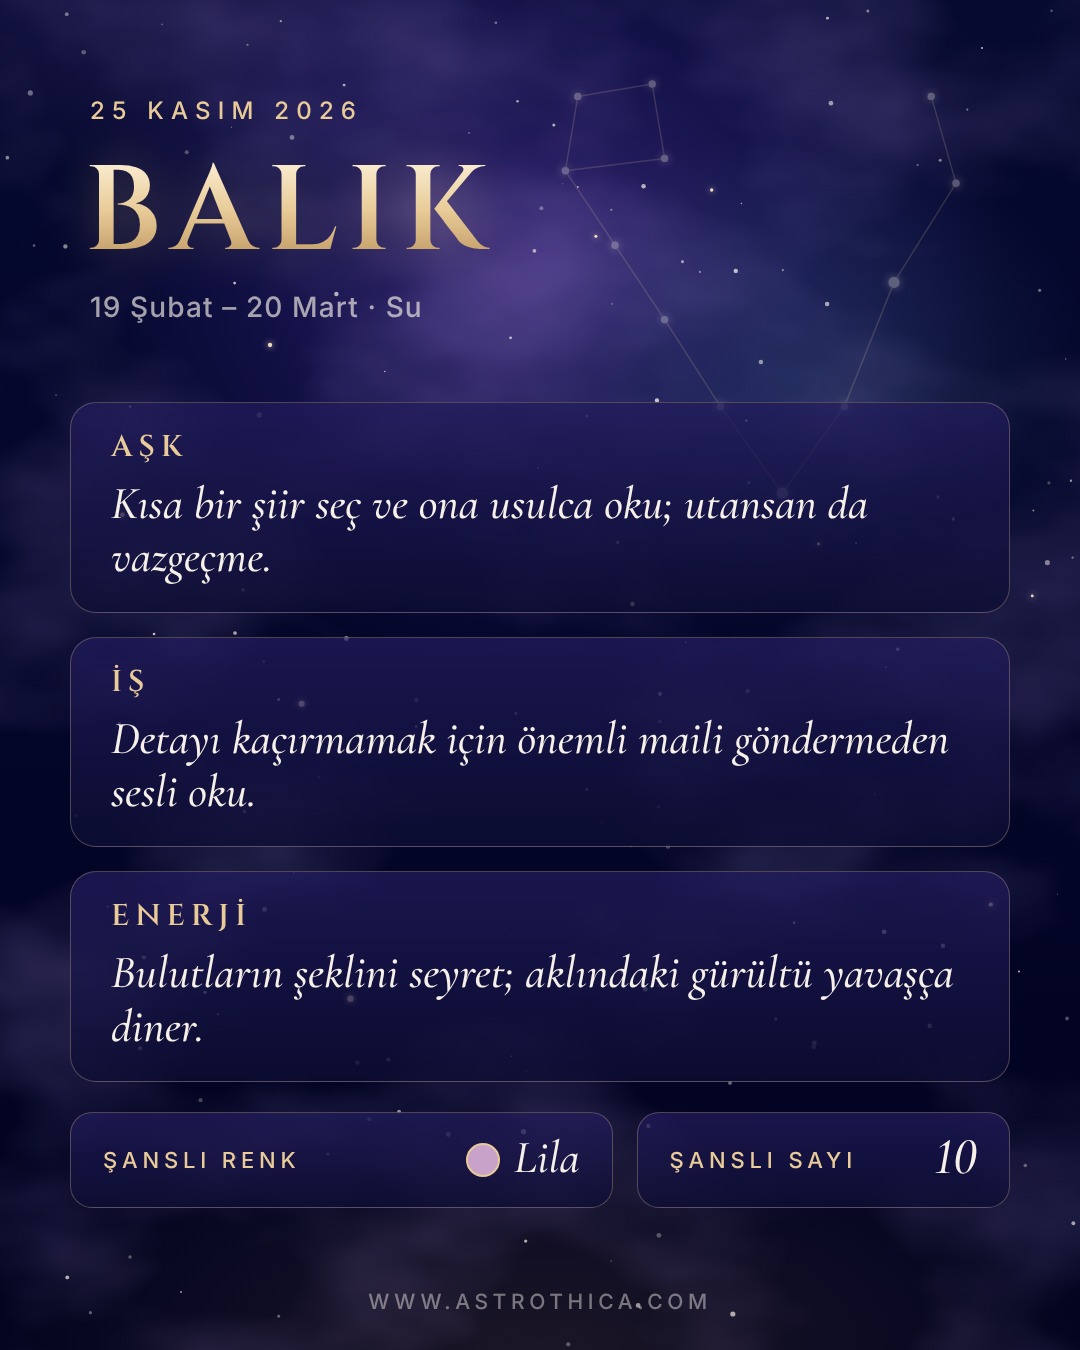 25 KASIM 2026
BALIK
19 Şubat – 20 Mart · Su
AŞK
Kısa bir şiir seç ve ona usulca oku; utansan da
vazgeçme.
İŞ
Detayı kaçırmamak için önemli maili göndermeden
sesli oku.
ENERJİ
Bulutların şeklini seyret; aklındaki gürültü yavaşça
diner.
ŞANSLI RENK Lila
ŞANSLI SAYI 10
WWW.ASTROTHICA.COM